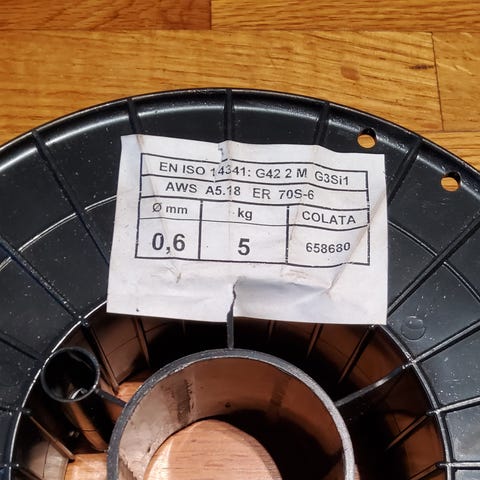 EN ISO 14341: G42 2 M G3Si1
AWS A5.18 ER 70S-6
Ø mm kg COLATA
0,6 5 658680